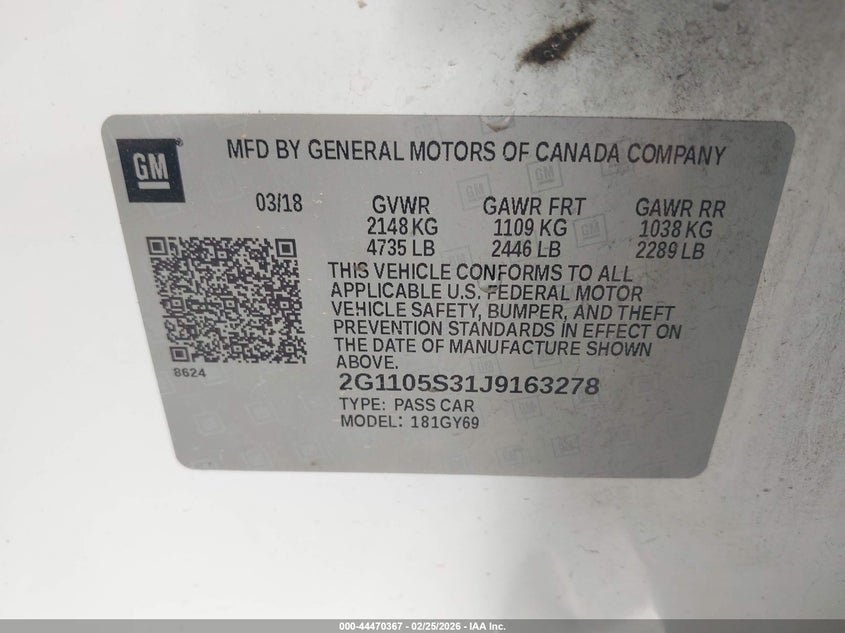 GM
MFD BY GENERAL MOTORS OF CANADA COMPANY
03/18 GVWR GAWR FRT GAWR RR
2148 KG 1109 KG 1038 KG
4735 LB 2446 LB 2289 LB
THIS VEHICLE CONFORMS TO ALL
APPLICABLE U.S. FEDERAL MOTOR
VEHICLE SAFETY, BUMPER, AND THEFT
PREVENTION STANDARDS IN EFFECT ON
THE DATE OF MANUFACTURE SHOWN
ABOVE.
8624
2G1105S31J9163278
TYPE: PASS CAR
MODEL: 181GY69
000-44470367 - 02/25/2026 - IAA Inc.